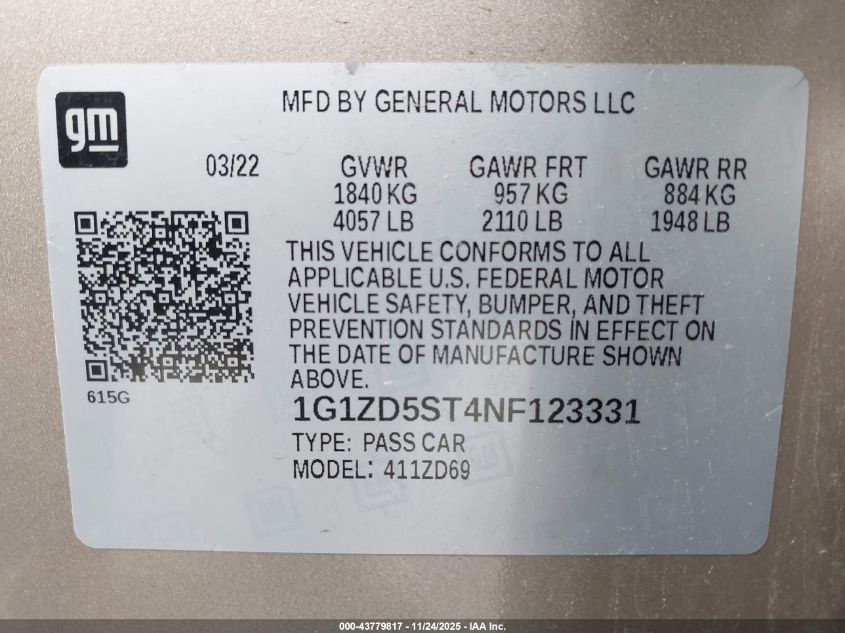 gm
MFD BY GENERAL MOTORS LLC
03/22 GVWR GAWR FRT GAWR RR
1840 KG 957 KG 884 KG
4057 LB 2110 LB 1948 LB
THIS VEHICLE CONFORMS TO ALL
APPLICABLE U.S. FEDERAL MOTOR
VEHICLE SAFETY, BUMPER, AND THEFT
PREVENTION STANDARDS IN EFFECT ON
THE DATE OF MANUFACTURE SHOWN
ABOVE.
615G
1G1ZD5ST4NF123331
TYPE: PASS CAR
MODEL: 411ZD69
000-43779817 - 11/24/2025 - IAA Inc.